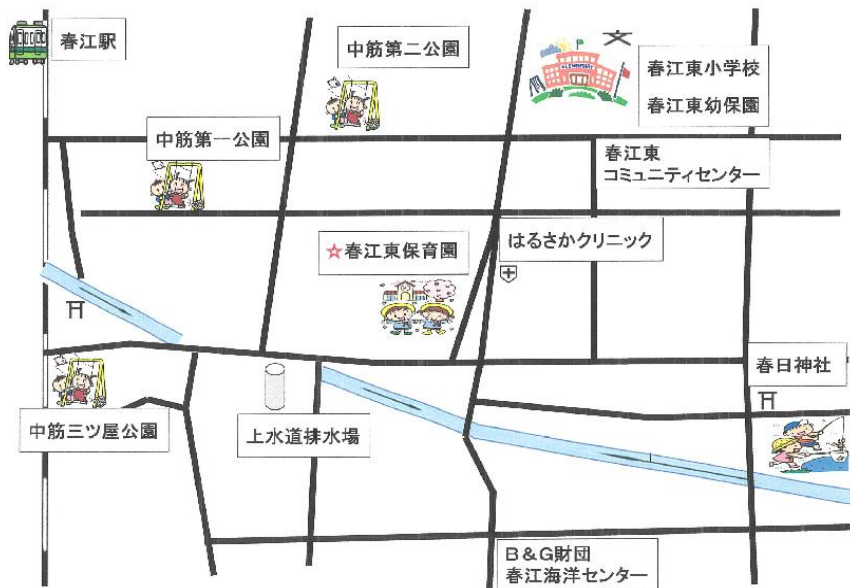 春江駅
中筋第二公園
春江東小学校
春江東幼保園
ELEMENTARY
中筋第一公園
春江東
コミュニティセンター
はるさかクリニック
☆春江東保育園
春日神社
中筋三ツ屋公園
上水道排水場
B&G財団
春江海洋センター